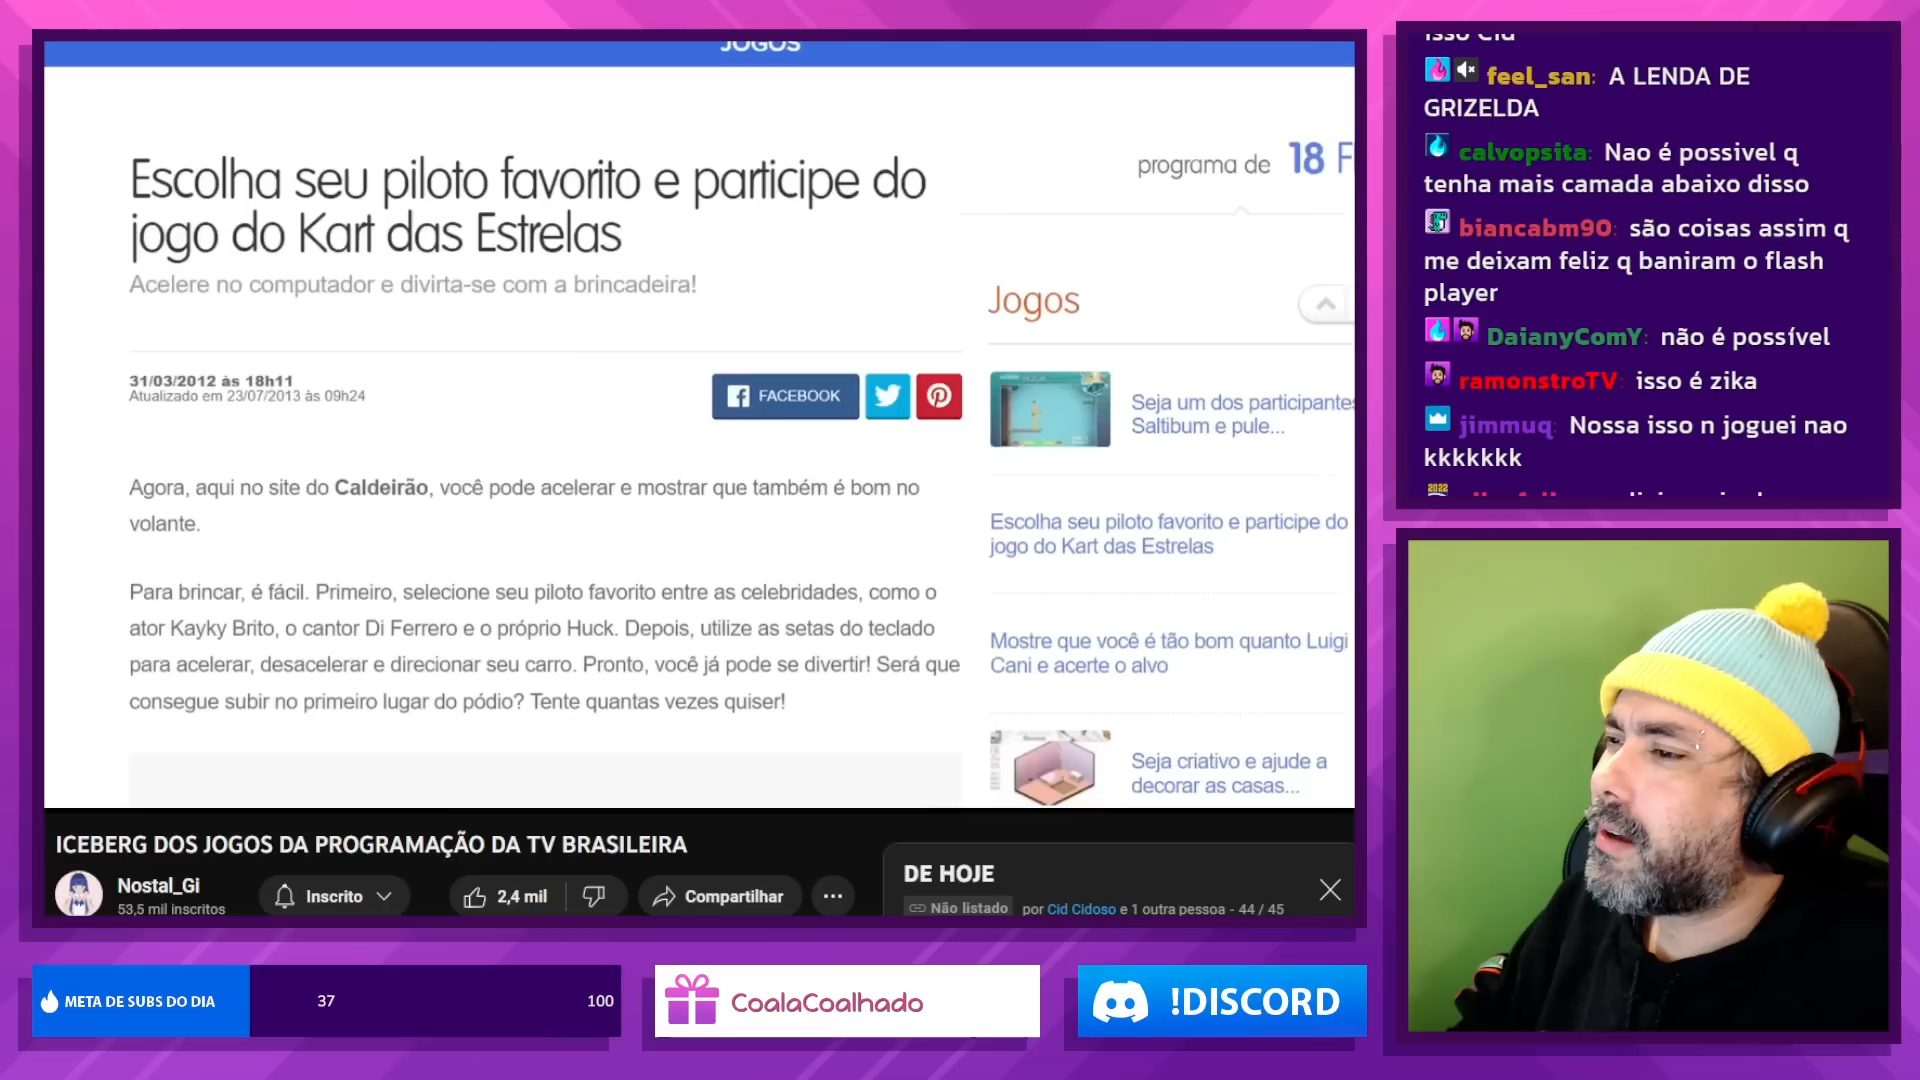 JOGOS
Escolha seu piloto favorito e participe do
jogo do Kart das Estrelas
Acelere no computador e divirta-se com a brincadeira!
31/03/2012 às 18h11
Atualizado em 23/07/2013 às 09h24
FACEBOOK
Agora, aqui no site do Caldeirão, você pode acelerar e mostrar que também é bom no
volante.
Para brincar, é fácil. Primeiro, selecione seu piloto favorito entre as celebridades, como o
ator Kayky Brito, o cantor Di Ferrero e o próprio Huck. Depois, utilize as setas do teclado
para acelerar, desacelerar e direcionar seu carro. Pronto, você já pode se divertir! Será que
consegue subir no primeiro lugar do pódio? Tente quantas vezes quiser!
programa de 18 F
Jogos
Seja um dos participantes
Saltibum e pule...
Escolha seu piloto favorito e participe do
jogo do Kart das Estrelas
Mostre que você é tão bom quanto Luigi
Cani e acerte o alvo
Seja criativo e ajude a
decorar as casas...
ICEBERG DOS JOGOS DA PROGRAMAÇÃO DA TV BRASILEIRA
Nostal_Gi
53,5 mil inscritos
Inscrito
2,4 mil
Compartilhar
DE HOJE
Não listado por Cid Cidoso e 1 outra pessoa - 44 / 45
isso Cid
feel_san: A LENDA DE
GRIZELDA
calvopsita: Nao é possivel q
tenha mais camada abaixo disso
biancabm90: são coisas assim q
me deixam feliz q baniram o flash
player
DaianyComY: não é possível
ramonstroTV: isso é zika
jimmuq: Nossa isso n joguei nao
kkkkkkk
META DE SUBS DO DIA
37
100
CoalaCoalhado
!DISCORD